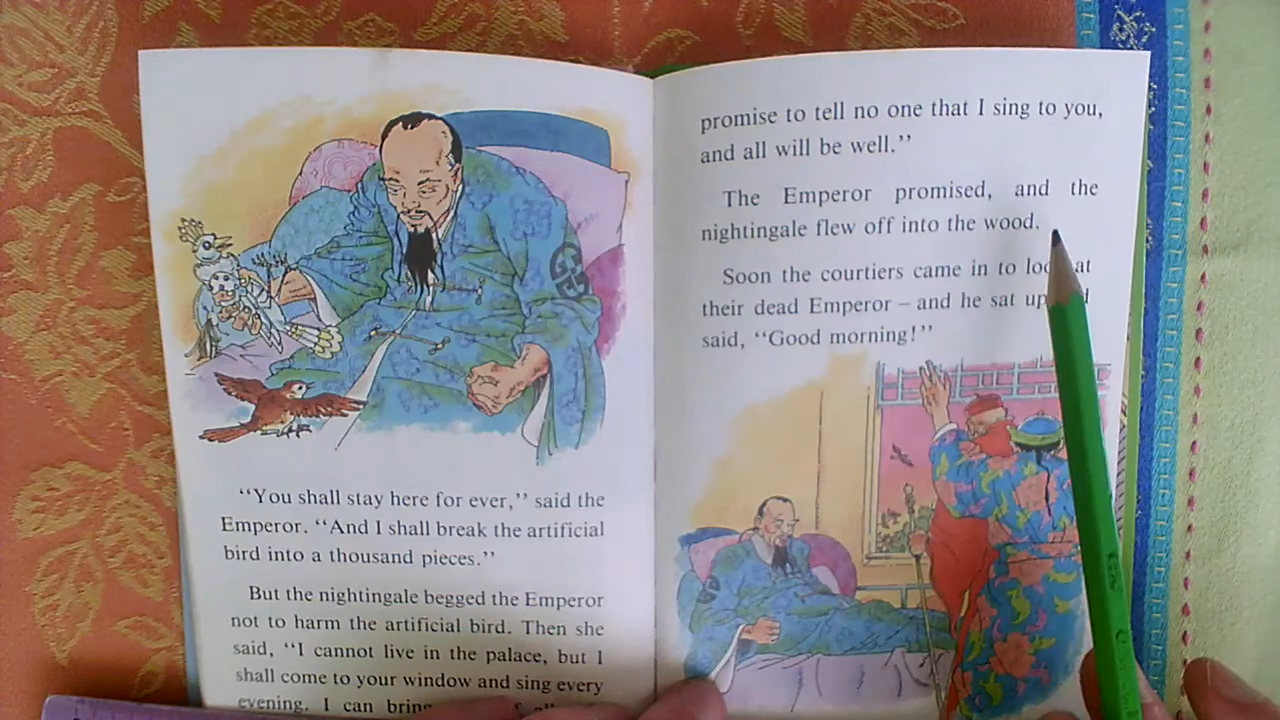 “You shall stay here for ever,” said the
Emperor. “And I shall break the artificial
bird into a thousand pieces.”
But the nightingale begged the Emperor
not to harm the artificial bird. Then she
said, “I cannot live in the palace, but I
shall come to your window and sing every
evening. I can
promise to tell no one that I sing to you,
and all will be well.”
The Emperor promised, and the
nightingale flew off into the wood.
Soon the courtiers came in to at
their dead Emperor – and he sat up
said, “Good morning!”